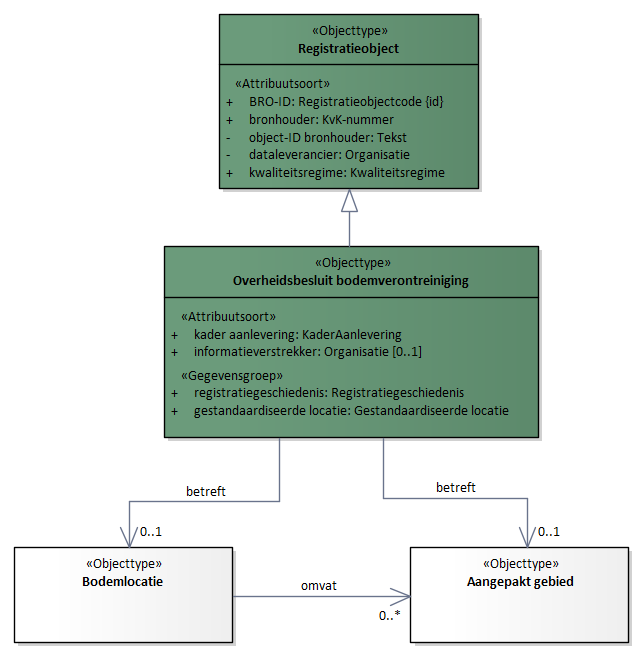 «Objecttype»
Registratieobject
«Attribuutsoort»
+ BRO-ID: Registratieobjectcode {id}
+ bronhouder: KvK-nummer
- object-ID bronhouder: Tekst
- dataleverancier: Organisatie
+ kwaliteitsregime: Kwaliteitsregime
«Objecttype»
Overheidsbesluit bodemverontreiniging
«Attribuutsoort»
+ kader aanlevering: KaderAanlevering
+ informatieverstrekker: Organisatie [0..1]
«Gegevensgroep»
+ registratiegeschiedenis: Registratiegeschiedenis
+ gestandaardiseerde locatie: Gestandaardiseerde locatie
betreft
betreft
0..1
0..1
«Objecttype»
Bodemlocatie
omvat
0..*
«Objecttype»
Aangepakt gebied